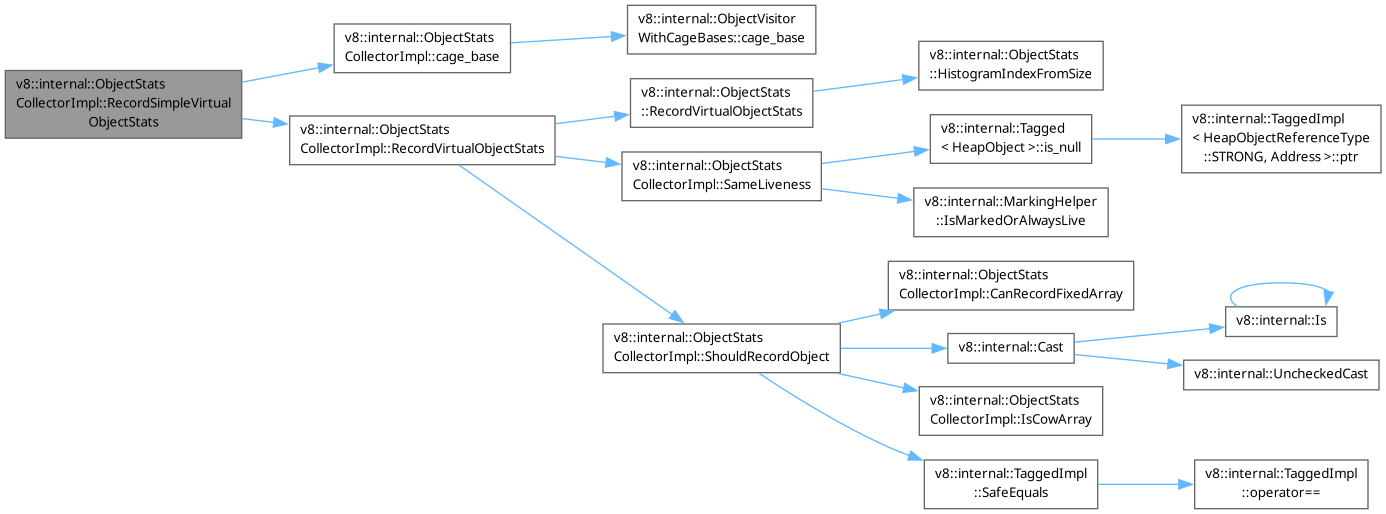 v8::internal::ObjectStats
CollectorImpl::RecordSimpleVirtual
ObjectStats
v8::internal::ObjectStats
CollectorImpl::cage_base
v8::internal::ObjectVisitor
WithCageBases::cage_base
v8::internal::ObjectStats
CollectorImpl::RecordVirtualObjectStats
v8::internal::ObjectStats
::RecordVirtualObjectStats
v8::internal::ObjectStats
::HistogramIndexFromSize
v8::internal::ObjectStats
CollectorImpl::SameLiveness
v8::internal::Tagged
< HeapObject >::is_null
v8::internal::TaggedImpl
< HeapObjectReferenceType
::STRONG, Address >::ptr
v8::internal::MarkingHelper
::IsMarkedOrAlwaysLive
v8::internal::ObjectStats
CollectorImpl::ShouldRecordObject
v8::internal::ObjectStats
CollectorImpl::CanRecordFixedArray
v8::internal::Cast
v8::internal::Is
v8::internal::UncheckedCast
v8::internal::ObjectStats
CollectorImpl::IsCowArray
v8::internal::TaggedImpl
::SafeEquals
v8::internal::TaggedImpl
::operator==